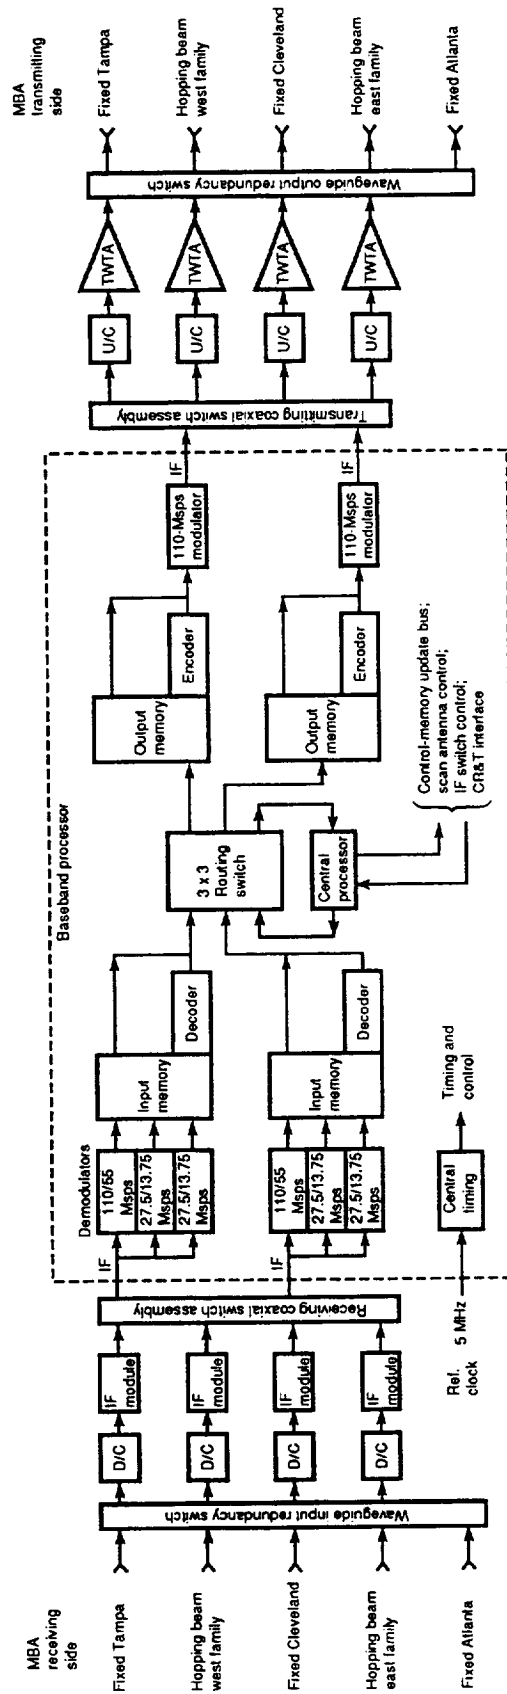 MBA
receiving
side
Fixed Tampa
Hopping beam
west family
Fixed Cleveland
Hopping beam
east family
Fixed Atlanta
Waveguide input redundancy switch
D/C
D/C
D/C
D/C
IF
module
IF
module
IF
module
IF
module
Receiving coaxial switch assembly
Ref.
clock
5 MHz
Central
timing
Timing and
control
Baseband processor
IF
IF
Demodulators
110/55
Msps
27.5/13.75
Msps
27.5/13.75
Msps
110/55
Msps
27.5/13.75
Msps
27.5/13.75
Msps
Input
memory
Decoder
Input
memory
Decoder
3 x 3
Routing
switch
Central
processor
Control-memory update bus;
scan antenna control;
IF switch control;
CR&T interface
Output
memory
Encoder
Output
memory
Encoder
110-Msps
modulator
110-Msps
modulator
IF
IF
Transmitting coaxial switch assembly
U/C
U/C
U/C
U/C
TWTA
TWTA
TWTA
TWTA
Waveguide output redundancy switch
MBA
transmitting
side
Fixed Tampa
Hopping beam
west family
Fixed Cleveland
Hopping beam
east family
Fixed Atlanta